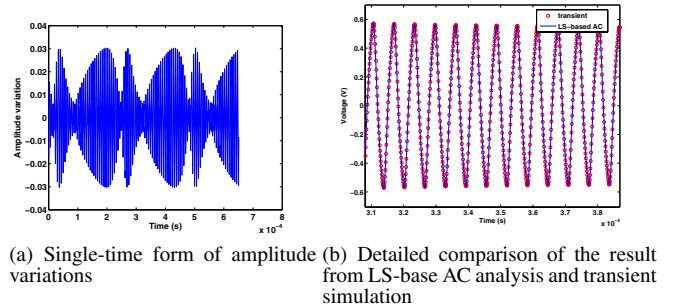 0.04
0.03
0.02
0.01
0
−0.01
−0.02
−0.03
−0.04
Amplitude variation
0 1 2 3 4 5 6 7 8
Time (s)
x 10⁻⁴
transient
LS−based AC
0.6
0.4
0.2
0
−0.2
−0.4
−0.6
Voltage (V)
3.1 3.2 3.3 3.4 3.5 3.6 3.7 3.8
Time (s)
x 10⁻⁴
(a) Single-time form of amplitude
variations
(b) Detailed comparison of the result
from LS-base AC analysis and transient
simulation